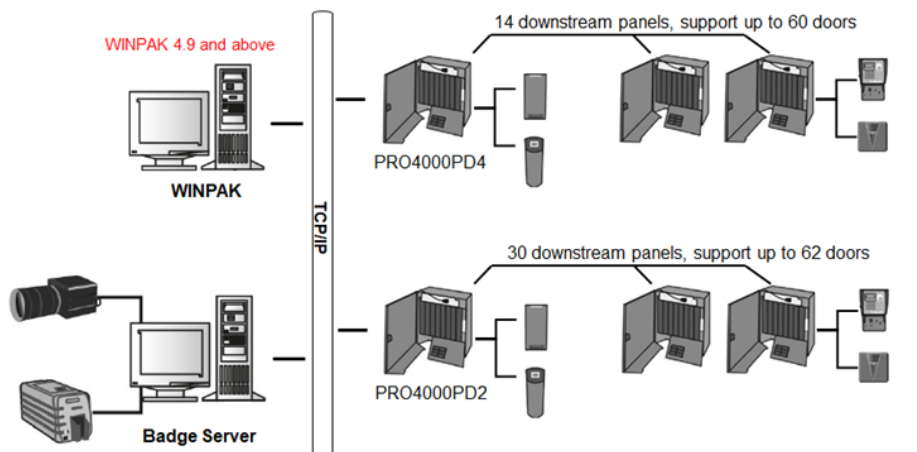 WINPAK 4.9 and above
WINPAK
Badge Server
TCP/IP
14 downstream panels, support up to 60 doors
PRO4000PD4
30 downstream panels, support up to 62 doors
PRO4000PD2